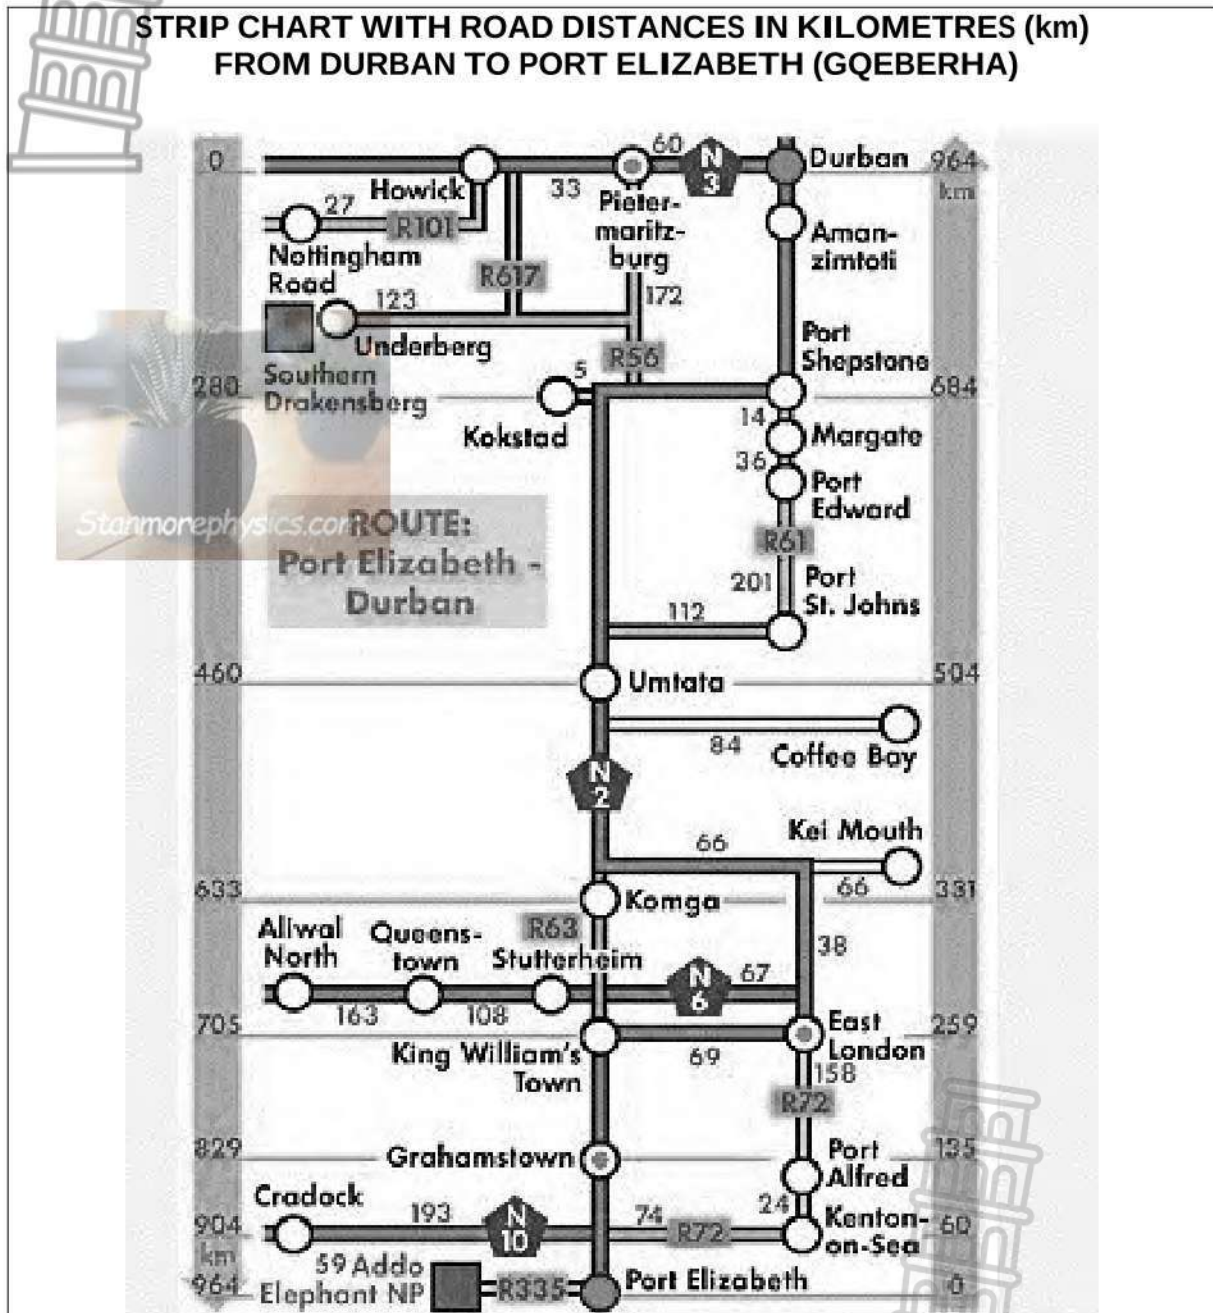 STRIP CHART WITH ROAD DISTANCES IN KILOMETRES (km)
FROM DURBAN TO PORT ELIZABETH (GQEBERHA)
0
60
N
3
Durban
964
km
Howick
33
Pieter-
maritz-
burg
27
R101
Aman-
zimtoti
Nottingham
Road
R617
172
123
Underberg
R56
Port
Shepstone
Southern
Drakensberg
280
5
684
Kokstad
14
Margate
36
Port
Edward
Stanmorephysics.com
ROUTE:
Port Elizabeth -
Durban
R61
201
Port
St. Johns
112
460
Umtata
504
84
Coffee Bay
N
2
Kei Mouth
66
66
633
Komga
331
Aliwal
North
Queens-
town
R63
Stutterheim
38
N
6
67
163
108
705
East
London
259
King William's
Town
69
158
R72
829
Grahamstown
Port
Alfred
135
Cradock
193
N
10
74
R72
24
Kenton-
on-Sea
904
km
60
59 Addo
Elephant NP
R335
Port Elizabeth
964
0